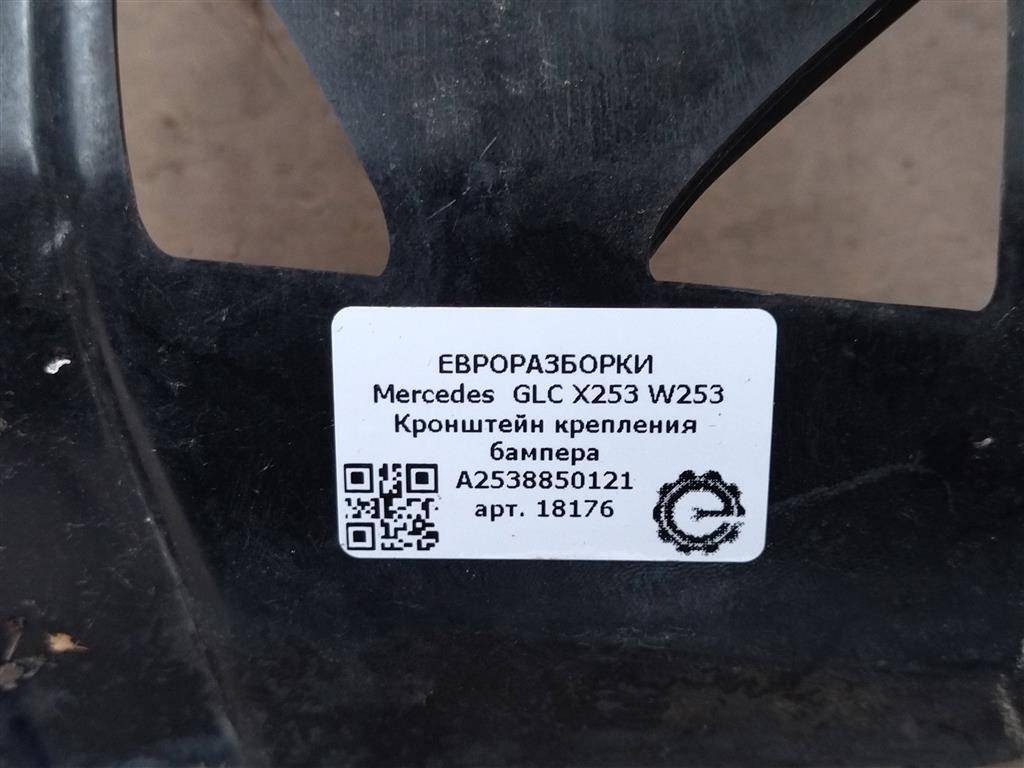 ЕВРОРАЗБОРКИ
Mercedes GLC X253 W253
Кронштейн крепления
бампера
A2538850121
арт. 18176